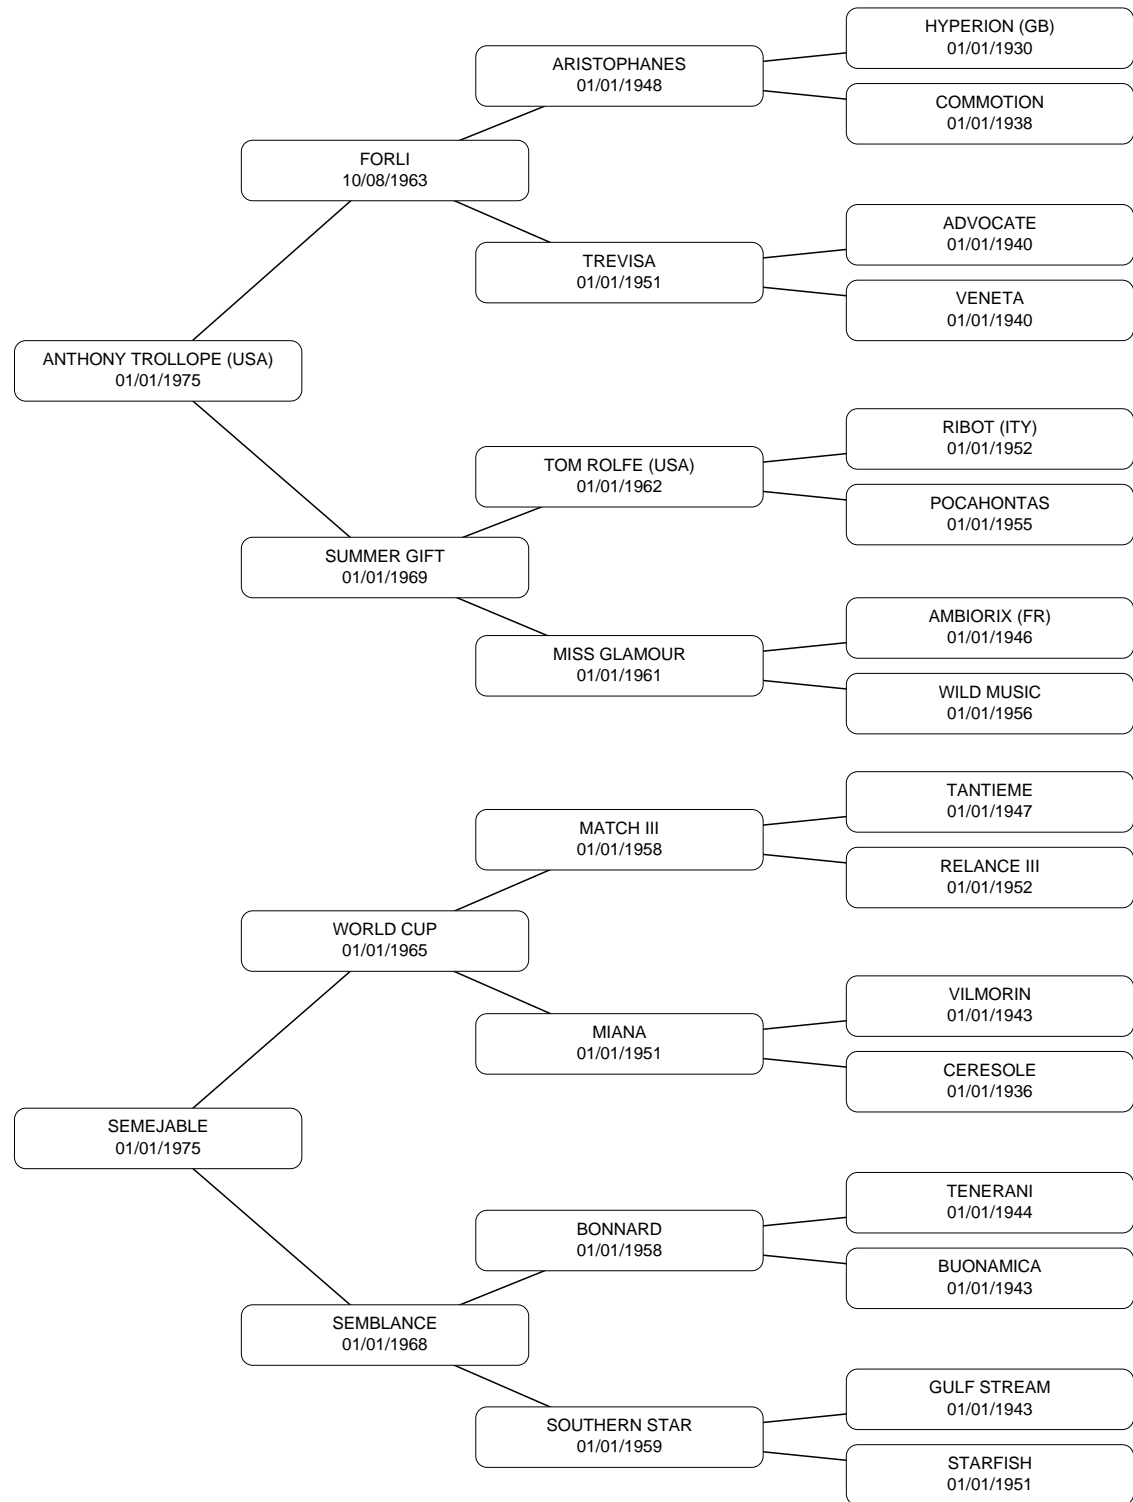 HYPERION (GB)
01/01/1930
ARISTOPHANES
01/01/1948
COMMOTION
01/01/1938
FORLI
10/08/1963
ADVOCATE
01/01/1940
TREVISA
01/01/1951
VENETA
01/01/1940
ANTHONY TROLLOPE (USA)
01/01/1975
RIBOT (ITY)
01/01/1952
TOM ROLFE (USA)
01/01/1962
POCAHONTAS
01/01/1955
SUMMER GIFT
01/01/1969
AMBIORIX (FR)
01/01/1946
MISS GLAMOUR
01/01/1961
WILD MUSIC
01/01/1956
TANTIEME
01/01/1947
MATCH III
01/01/1958
RELANCE III
01/01/1952
WORLD CUP
01/01/1965
VILMORIN
01/01/1943
MIANA
01/01/1951
CERESOLE
01/01/1936
SEMEJABLE
01/01/1975
TENERANI
01/01/1944
BONNARD
01/01/1958
BUONAMICA
01/01/1943
SEMBLANCE
01/01/1968
GULF STREAM
01/01/1943
SOUTHERN STAR
01/01/1959
STARFISH
01/01/1951